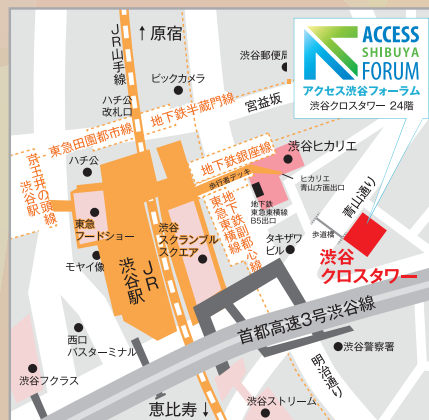 ACCESS
SHIBUYA
FORUM
アクセス渋谷フォーラム
渋谷クロスタワー 24階
↑原宿
JR山手線
渋谷郵便局
ビックカメラ
ハチ公
改札口
宮益坂
地下鉄半蔵門線
東急田園都市線
京王井の頭線
渋谷駅
ハチ公
地下鉄銀座線
渋谷ヒカリエ
歩行者デッキ
ヒカリエ
青山方面出口
青山通り
地下鉄
東急東横線
B5出口
地下鉄副都心線
東急東横線
歩道橋
東急
フードショー
渋谷
スクランブル
スクエア
タキザワ
ビル
渋谷
クロスタワー
モヤイ像
JR
渋谷駅
首都高速3号渋谷線
西口
バスターミナル
渋谷警察署
明治通り
渋谷フクラス
渋谷ストリーム
恵比寿↓